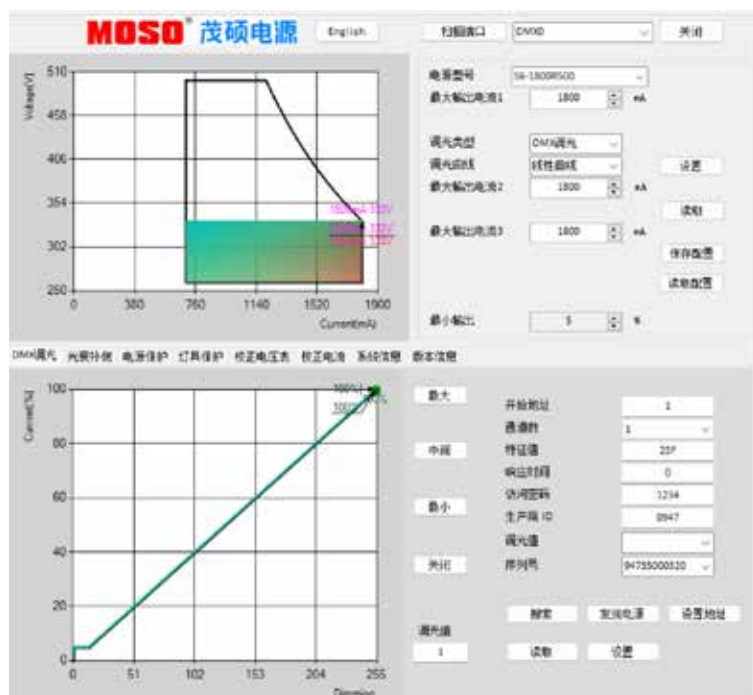 MOSO 茂硕电源
English
扫描端口 DMX0 关闭
电源型号 S6-1800R500
最大输出电流1 1800 mA
调光类型 DMX调光
调光曲线 线性曲线 设置
最大输出电流2 1800 mA
读取
最大输出电流3 1800 mA
保存配置
读取配置
最小输出 5 %
Voltage(V)
510
458
406
354
302
250
0 380 760 1140 1520 1900
Current(mA)
DMX调光 光衰补偿 电源保护 灯具保护 校正电压表 校正电流 系统信息 版本信息
Current(%)
100
80
60
40
20
0
0 51 102 153 204 255
Dimming
最大
中间
最小
关闭
调光值
1
开始地址 1
通道数 1
特征值 23F
响应时间 0
访问密码 1234
生产商 ID 0947
调光值
序列号 94735000520
搜索 发现电源 设置地址
读取 设置